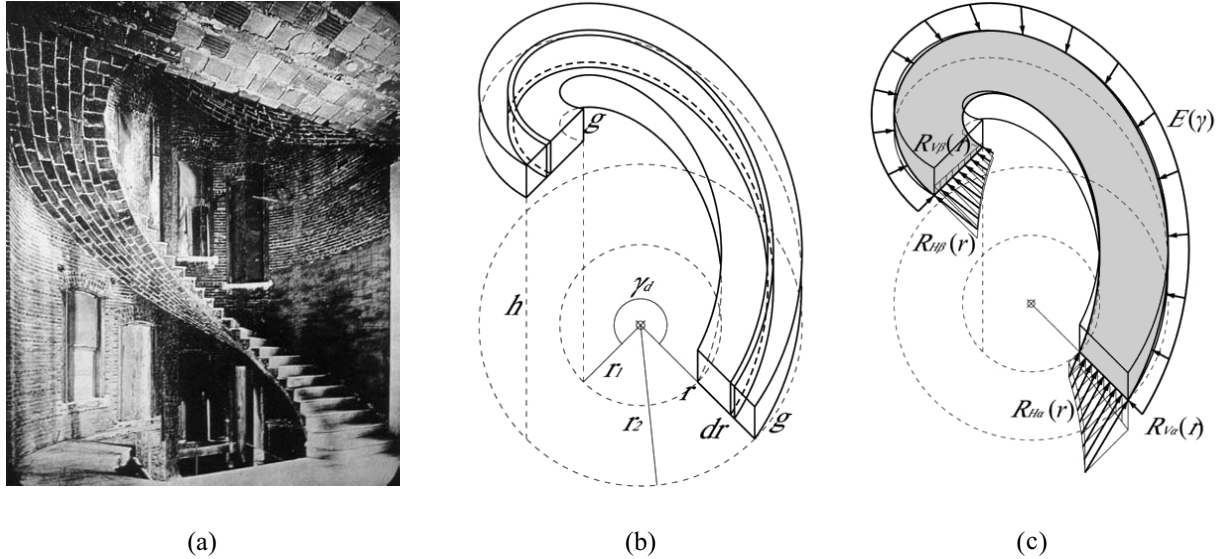 g
h
γd
r1
r
r2
dr
g
E(γ)
RVβ(r)
RHβ(r)
RHα(r)
RVα(r)
(a)
(b)
(c)